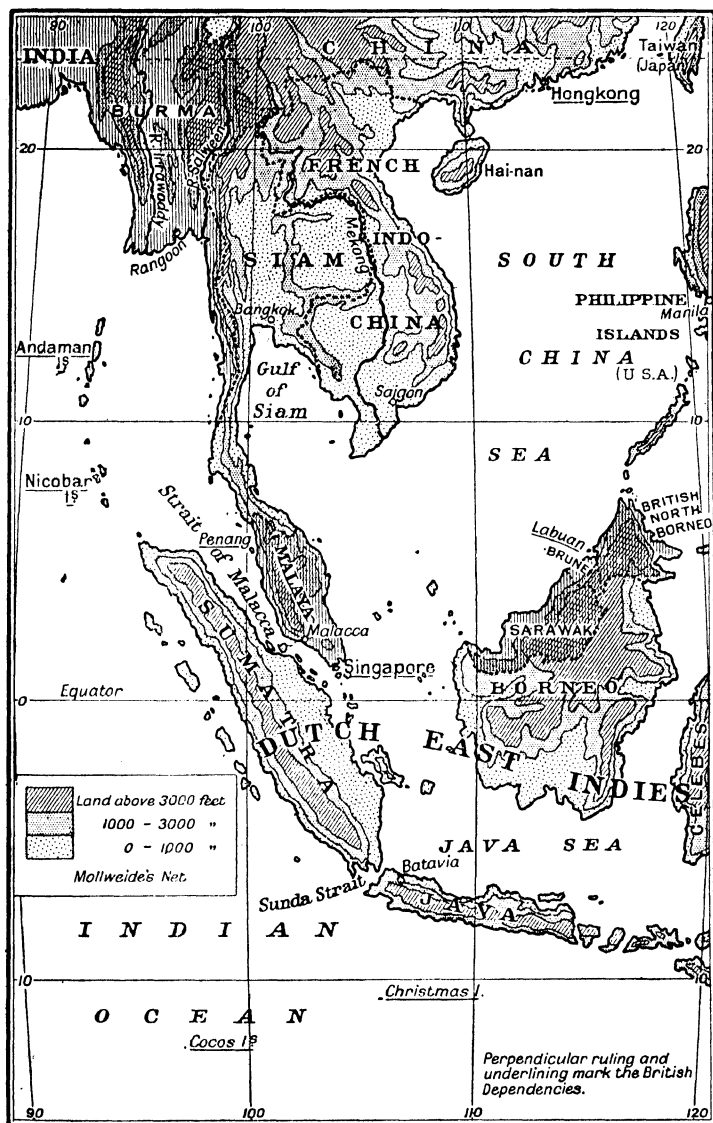 90 100 110 120
C H I N A
INDIA
Taiwan
(Japan)
BURMA
Hongkong
R. Irrawaddy
R. Salween
20 20
FRENCH
Hai-nan
Rangoon
SIAM
Mekong
INDO-
SOUTH
Bangkok
CHINA
PHILIPPINE
Manila
ISLANDS
Andaman
Is
Gulf
of
Siam
CHINA
(U S.A.)
Saigon
10 10
SEA
Nicobar
Is
Strait of Malacca
Penang
MALAYA
BRITISH
NORTH
BORNEO
Labuan
BRUNEI
SUMATRA
Malacca
SARAWAK
Singapore
BORNEO
Equator
0 0
DUTCH EAST INDIES
CELEBES
Land above 3000 feet
1000 - 3000 "
0 - 1000 "
Mollweide's Net.
JAVA SEA
Batavia
Sunda Strait
JAVA
INDIAN
10 10
Christmas I.
OCEAN
Cocos Is
Perpendicular ruling and
underlining mark the British
Dependencies.
90 100 110 120